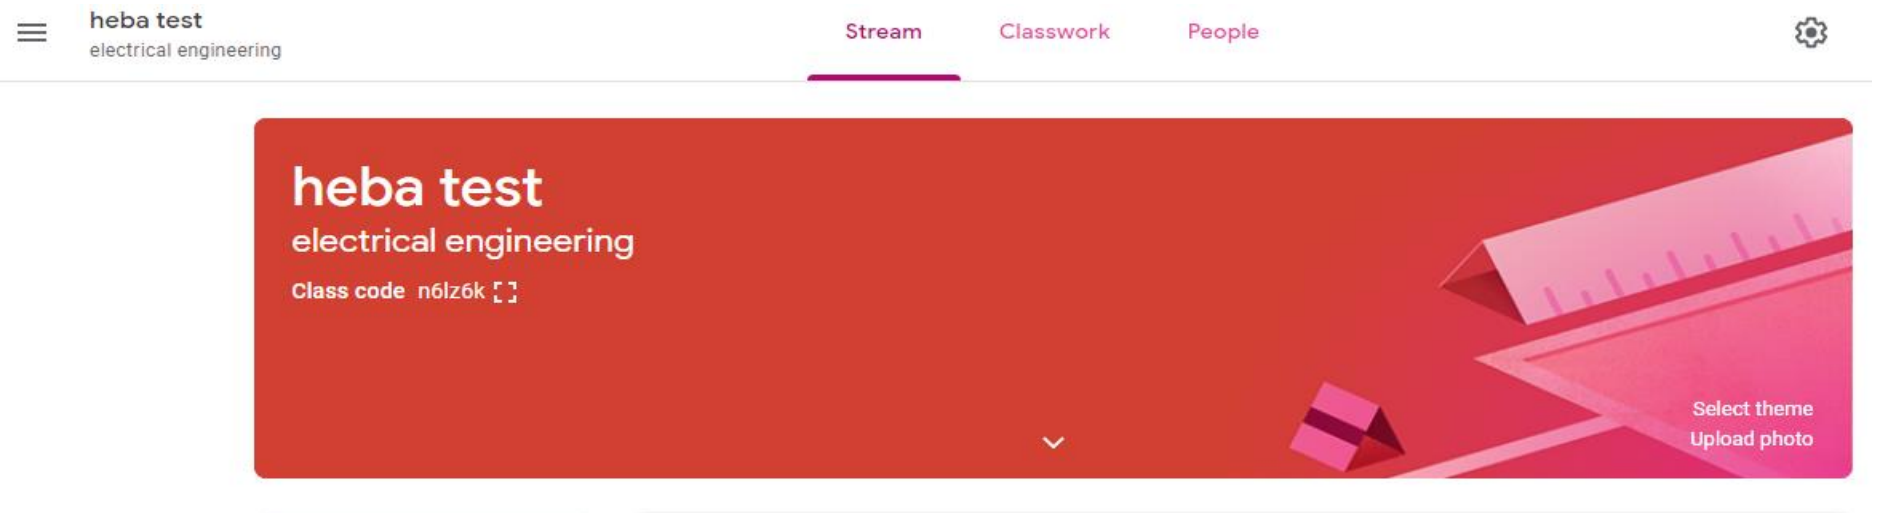 heba test
electrical engineering
Stream Classwork People
heba test
electrical engineering
Class code n6lz6k
Select theme
Upload photo